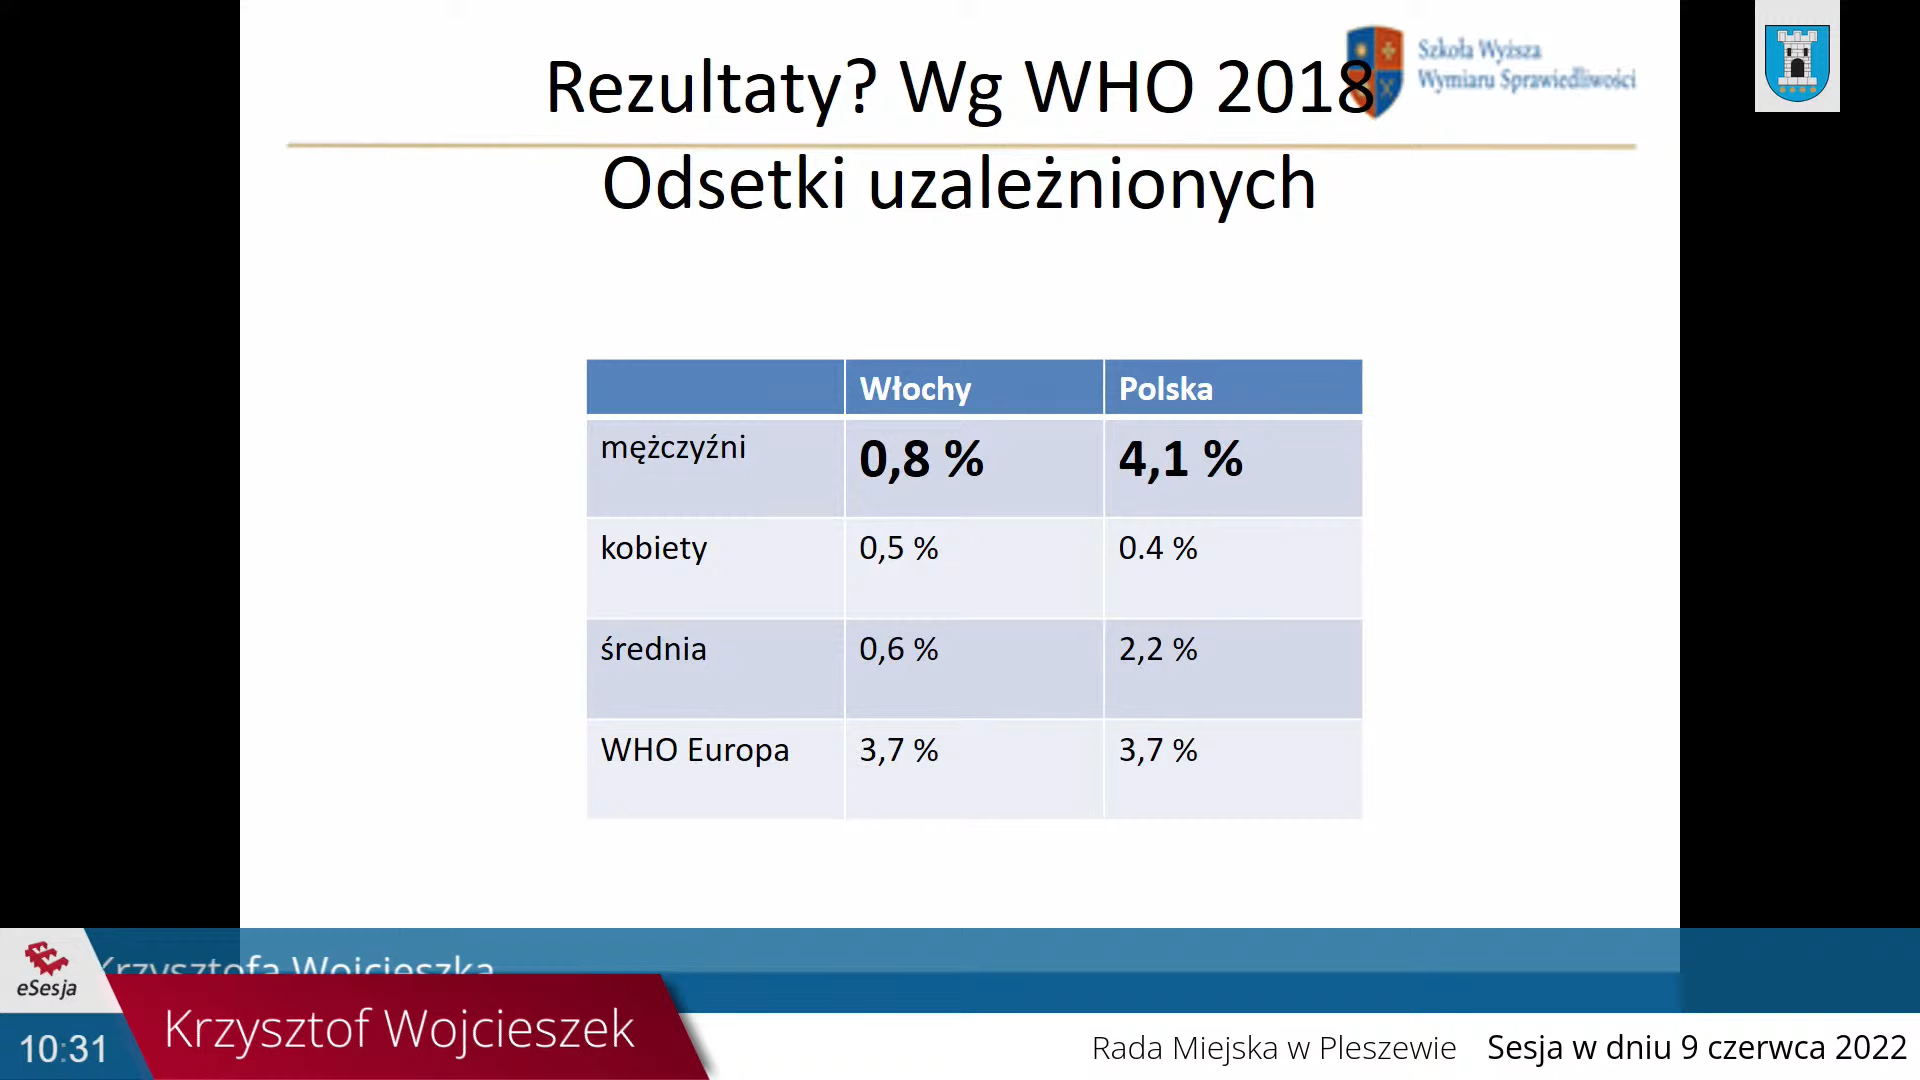 Szkoła Wyższa
Wymiaru Sprawiedliwości
Rezultaty? Wg WHO 2018
Odsetki uzależnionych
Włochy Polska
mężczyźni 0,8 % 4,1 %
kobiety 0,5 % 0.4 %
średnia 0,6 % 2,2 %
WHO Europa 3,7 % 3,7 %
Krzysztofa Wojcieszka
eSesja
Krzysztof Wojcieszek
10:31
Rada Miejska w Pleszewie Sesja w dniu 9 czerwca 2022